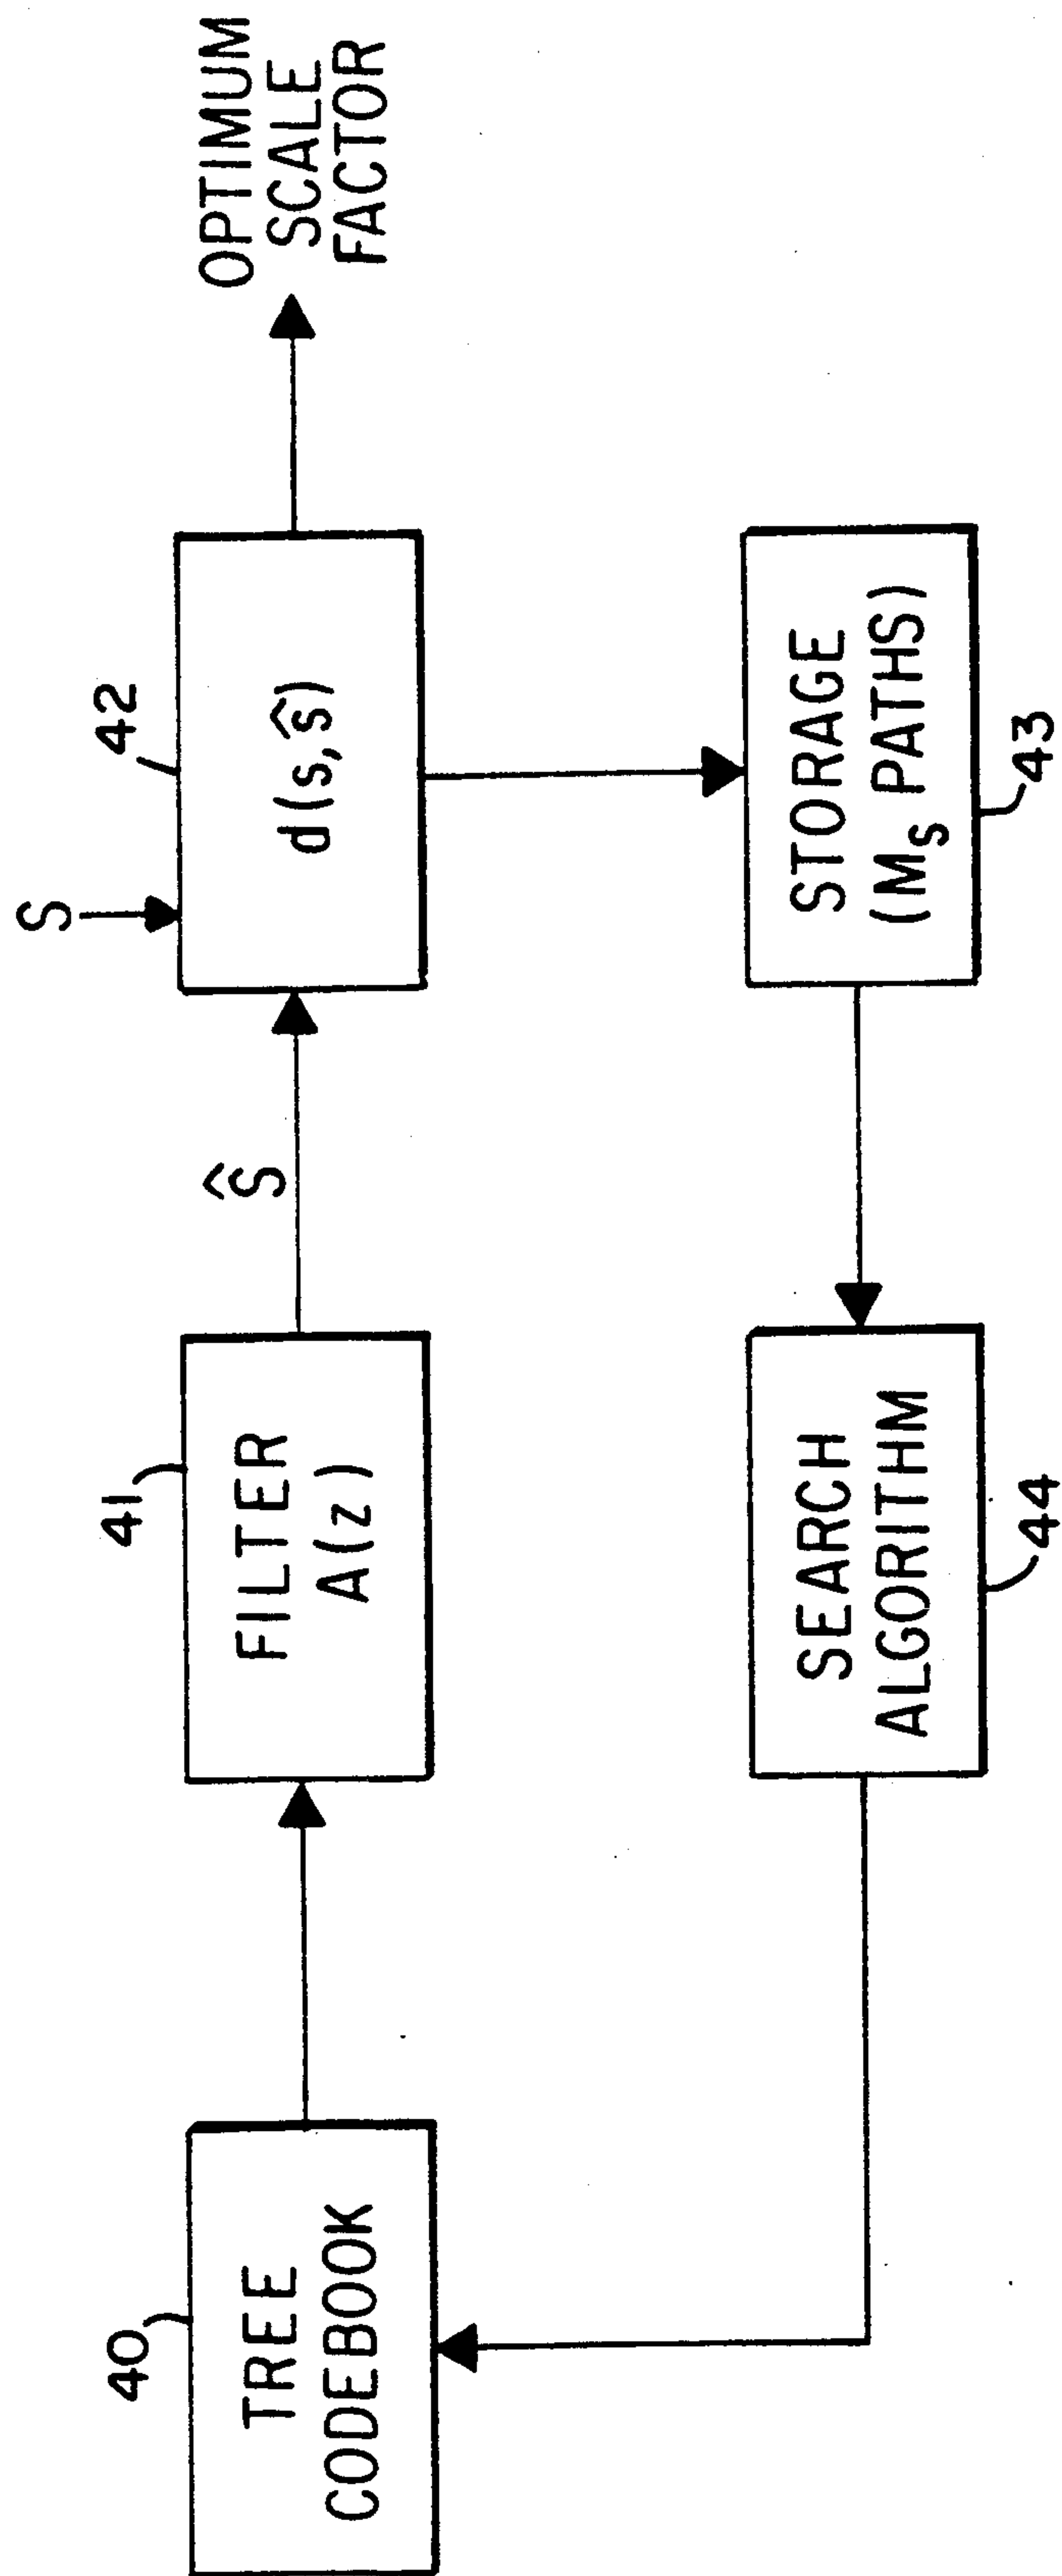 40
TREE
CODEBOOK
41
FILTER
A(z)
Ŝ
S
42
d(s,ŝ)
OPTIMUM
SCALE
FACTOR
SEARCH
ALGORITHM
44
STORAGE
(Ms PATHS)
43